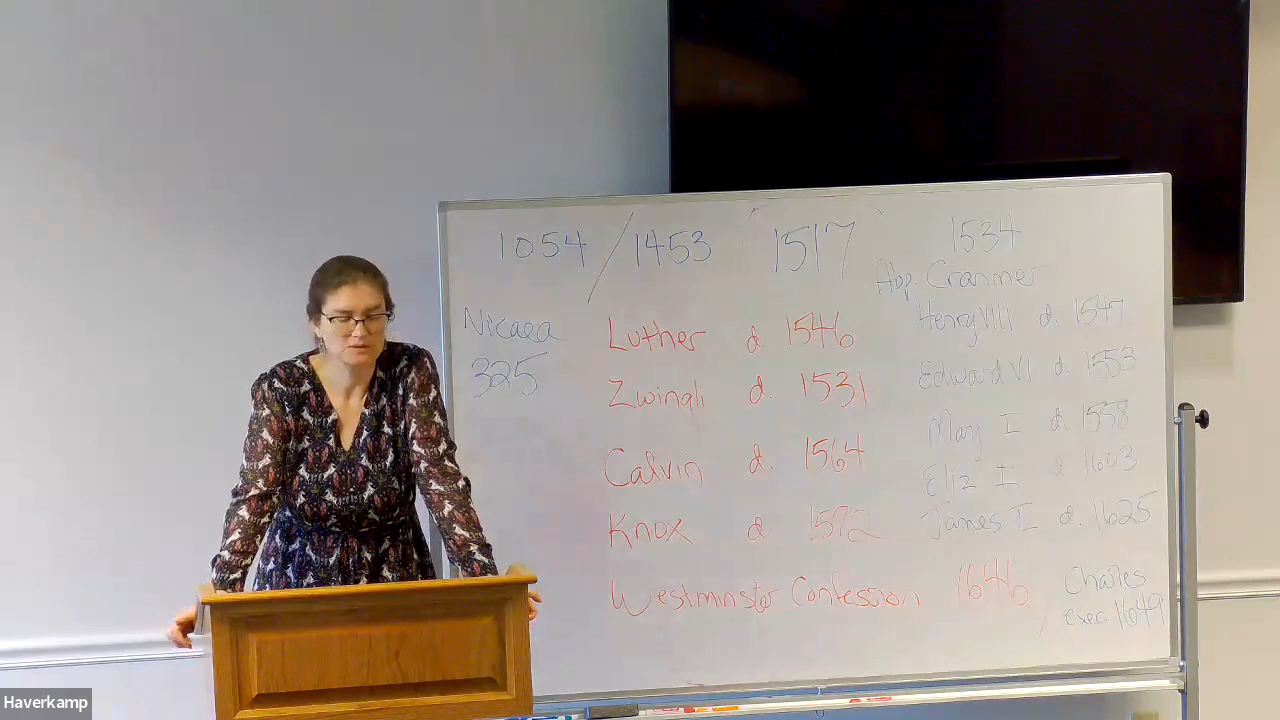 1054 / 1453 1517 1534
Abp. Cranmer
Nicaea
325
Luther d 1546
Zwingli d. 1531
Calvin d. 1564
Knox d 1572
Westminster Confession 1646
Henry VIII d. 1547
Edward VI d. 1553
Mary I d. 1558
Eliz I d 1603
James I d. 1625
Charles
exec 1649
Haverkamp